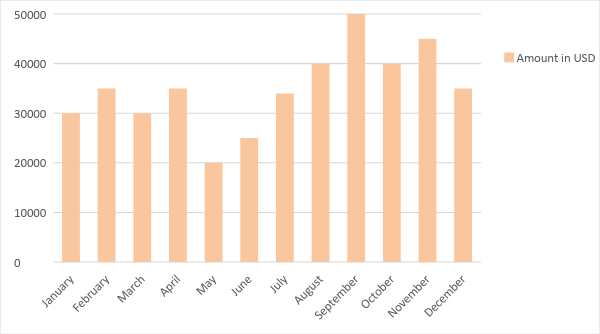 50000
40000
30000
20000
10000
0
January
February
March
April
May
June
July
August
September
October
November
December
Amount in USD